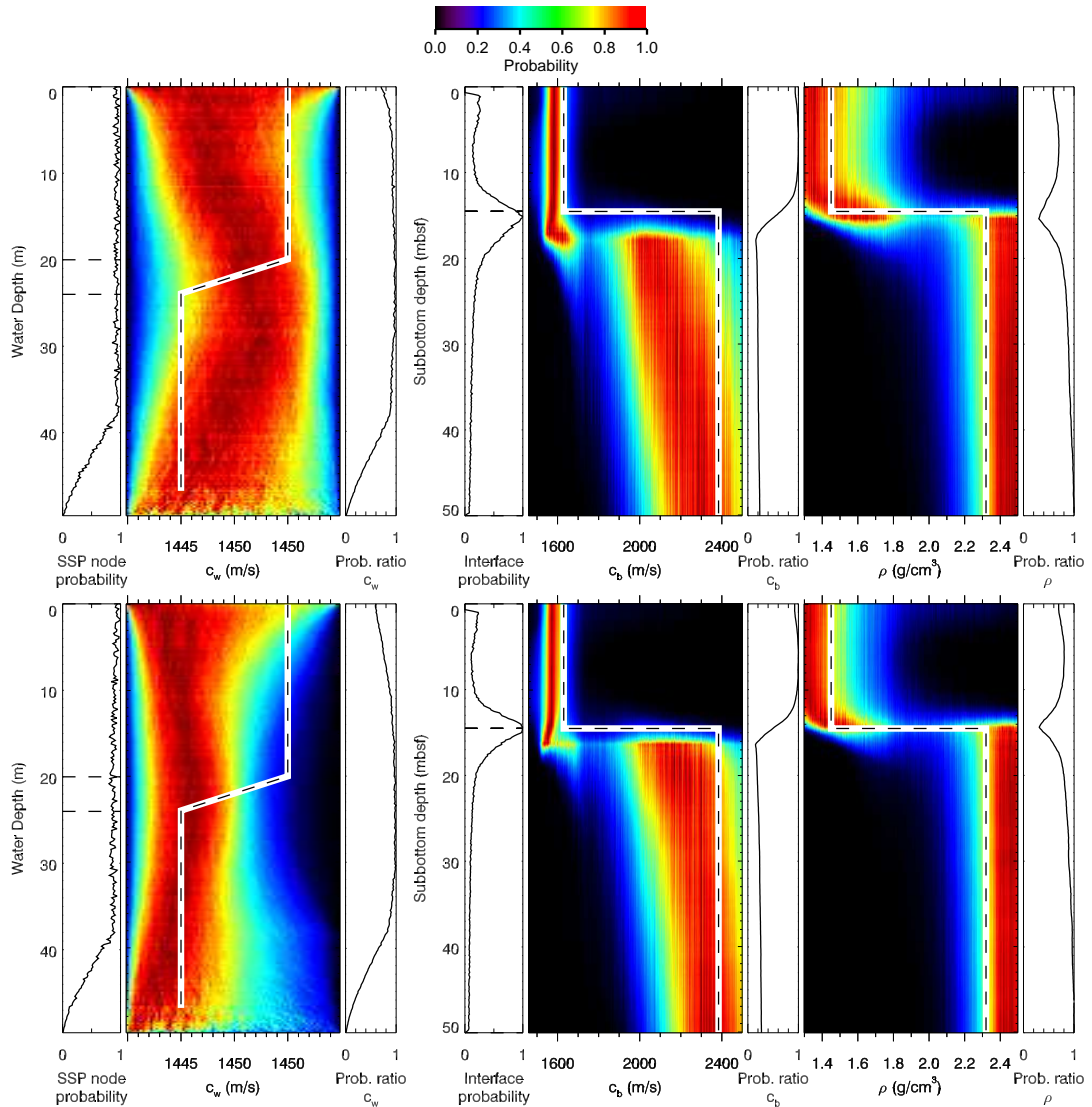 0.0 0.2 0.4 0.6 0.8 1.0
Probability
0
10
20
30
40
Water Depth (m)
0 1
SSP node
probability
1445 1450 1450
c_w (m/s)
0 1
Prob. ratio
c_w
0
10
20
30
40
50
Subbottom depth (mbsf)
0 1
Interface
probability
1600 2000 2400
c_b (m/s)
0 1
Prob. ratio
c_b
1.4 1.6 1.8 2.0 2.2 2.4
ρ (g/cm³)
0 1
Prob. ratio
ρ
0
10
20
30
40
Water Depth (m)
0 1
SSP node
probability
1445 1450 1450
c_w (m/s)
0 1
Prob. ratio
c_w
0
10
20
30
40
50
Subbottom depth (mbsf)
0 1
Interface
probability
1600 2000 2400
c_b (m/s)
0 1
Prob. ratio
c_b
1.4 1.6 1.8 2.0 2.2 2.4
ρ (g/cm³)
0 1
Prob. ratio
ρ